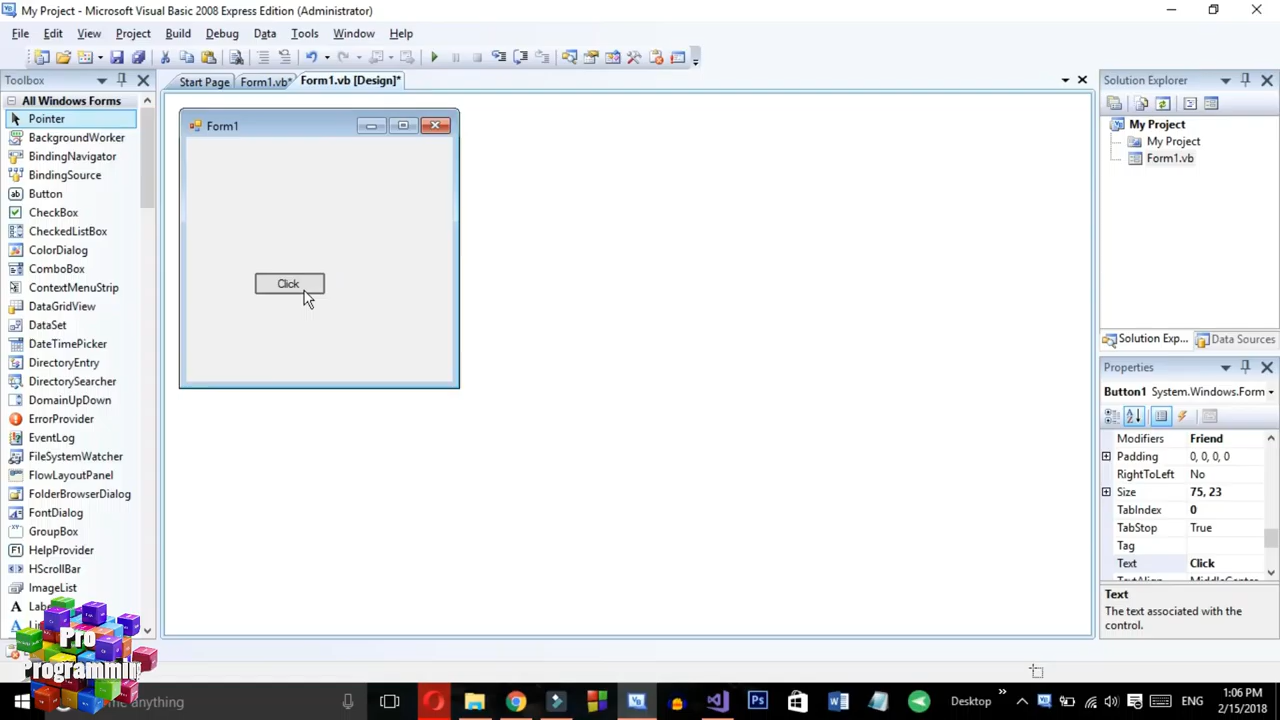 My Project - Microsoft Visual Basic 2008 Express Edition (Administrator)
File Edit View Project Build Debug Data Tools Window Help
Toolbox
Start Page Form1.vb* Form1.vb [Design]*
Solution Explorer
All Windows Forms
Pointer
BackgroundWorker
BindingNavigator
BindingSource
Button
CheckBox
CheckedListBox
ColorDialog
ComboBox
ContextMenuStrip
DataGridView
DataSet
DateTimePicker
DirectoryEntry
DirectorySearcher
DomainUpDown
ErrorProvider
EventLog
FileSystemWatcher
FlowLayoutPanel
FolderBrowserDialog
FontDialog
GroupBox
HelpProvider
HScrollBar
ImageList
Form1
Click
My Project
My Project
Form1.vb
Solution Exp... Data Sources
Properties
Button1 System.Windows.Form
Modifiers Friend
Padding 0, 0, 0, 0
RightToLeft No
Size 75, 23
TabIndex 0
TabStop True
Tag
Text Click
Text
The text associated with the
control.
Pro
Programming
me anything
Desktop
ENG
1:06 PM
2/15/2018